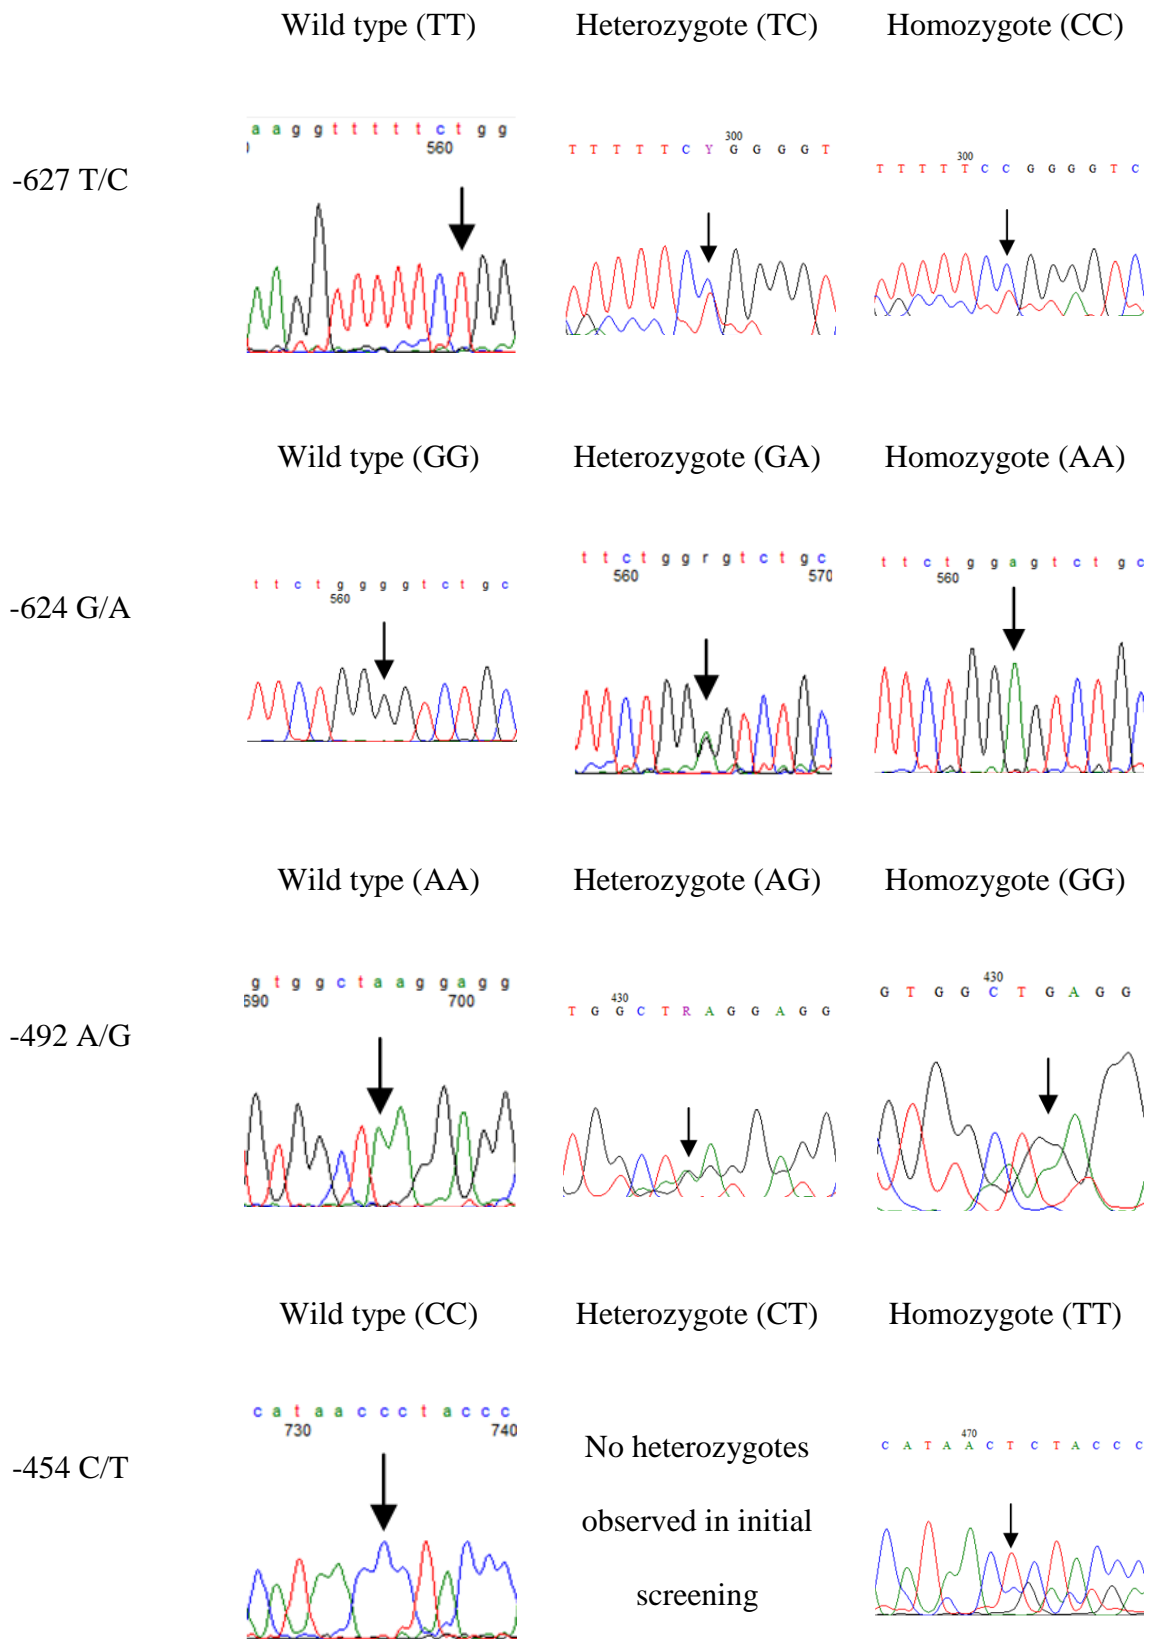 Wild type (TT) Heterozygote (TC) Homozygote (CC)
-627 T/C
a a g g t t t t t c t g g
560
T T T T T C Y G G G G T
300
T T T T T C C G G G G T C
300
Wild type (GG) Heterozygote (GA) Homozygote (AA)
-624 G/A
t t c t g g g g t c t g c
560
t t c t g g r g t c t g c
560 570
t t c t g g a g t c t g c
560
Wild type (AA) Heterozygote (AG) Homozygote (GG)
-492 A/G
g t g g c t a a g g a g g
690 700
T G G C T R A G G A G G
430
G T G G C T G A G G
430
Wild type (CC) Heterozygote (CT) Homozygote (TT)
-454 C/T
c a t a a c c c t a c c c
730 740
No heterozygotes
observed in initial
screening
C A T A A C T C T A C C C
470